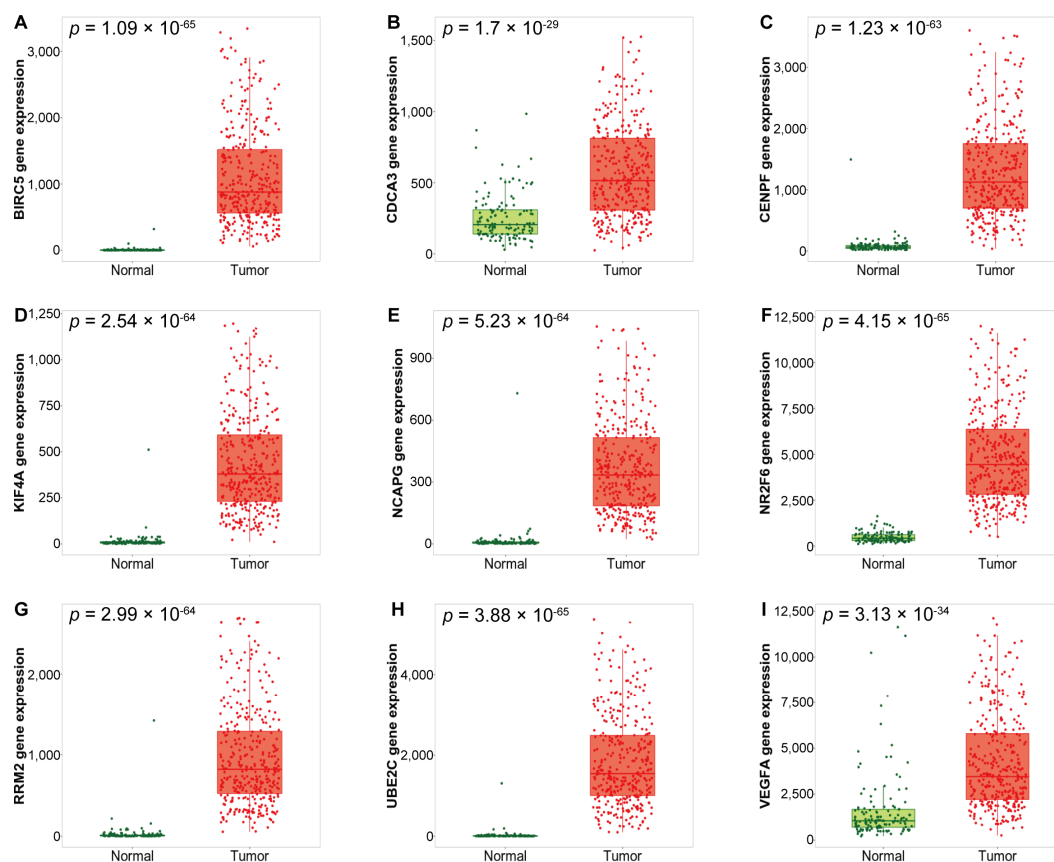 A
p = 1.09 × 10⁻⁶⁵
BIRC5 gene expression
3,000
2,000
1,000
0
Normal
Tumor
B
p = 1.7 × 10⁻²⁹
CDCA3 gene expression
1,500
1,000
500
0
Normal
Tumor
C
p = 1.23 × 10⁻⁶³
CENPF gene expression
3,000
2,000
1,000
0
Normal
Tumor
D
p = 2.54 × 10⁻⁶⁴
KIF4A gene expression
1,250
1,000
750
500
250
0
Normal
Tumor
E
p = 5.23 × 10⁻⁶⁴
NCAPG gene expression
900
600
300
0
Normal
Tumor
F
p = 4.15 × 10⁻⁶⁵
NR2F6 gene expression
12,500
10,000
7,500
5,000
2,500
0
Normal
Tumor
G
p = 2.99 × 10⁻⁶⁴
RRM2 gene expression
2,000
1,000
0
Normal
Tumor
H
p = 3.88 × 10⁻⁶⁵
UBE2C gene expression
4,000
2,000
0
Normal
Tumor
I
p = 3.13 × 10⁻³⁴
VEGFA gene expression
12,500
10,000
7,500
5,000
2,500
0
Normal
Tumor